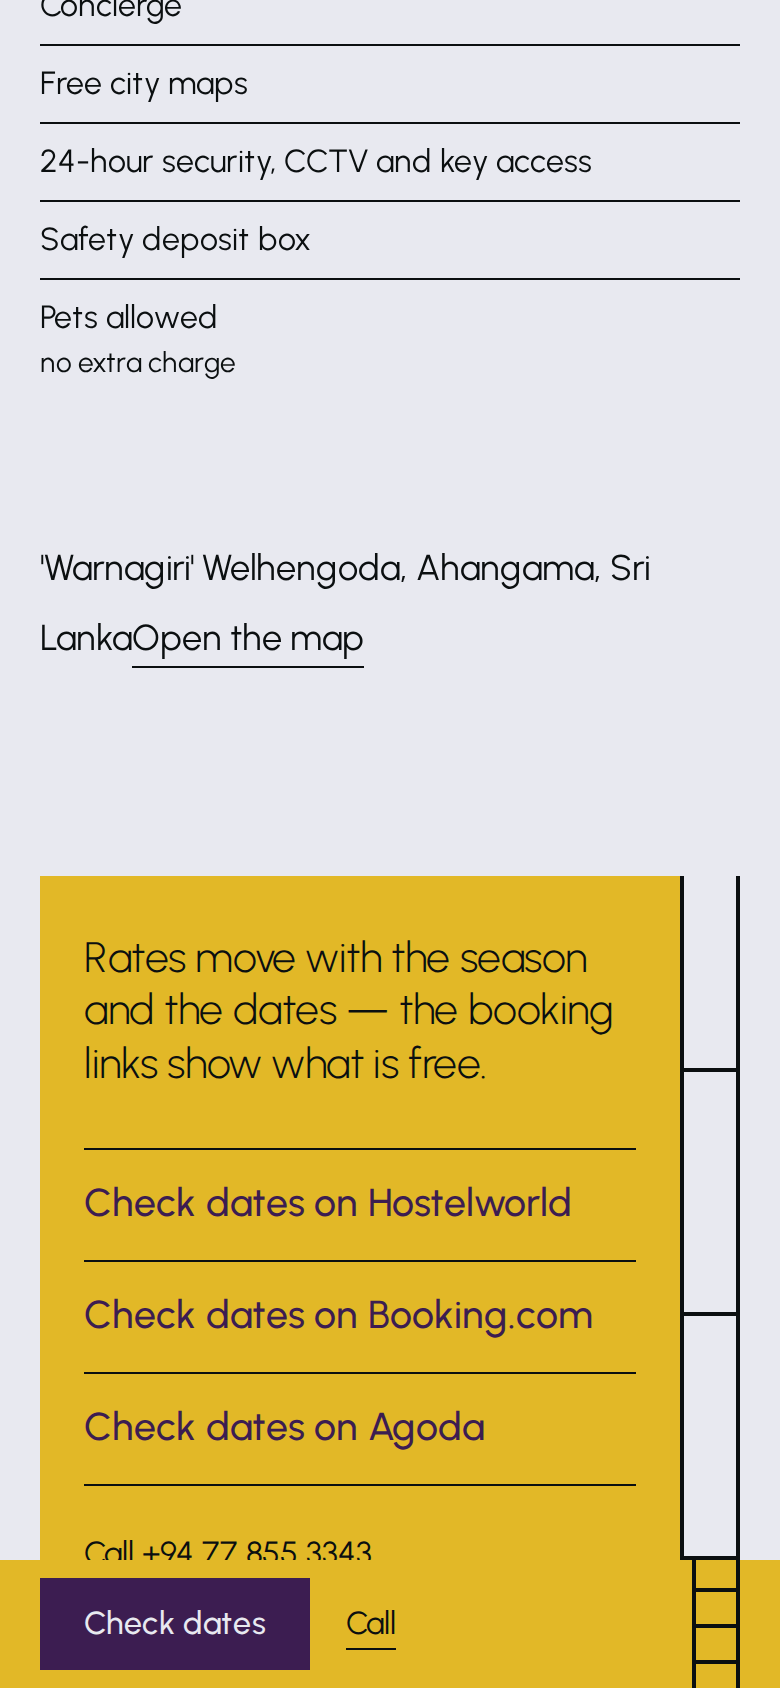 Concierge
Free city maps
24-hour security, CCTV and key access
Safety deposit box
Pets allowed
no extra charge
'Warnagiri' Welhengoda, Ahangama, Sri
LankaOpen the map
Rates move with the season
and the dates — the booking
links show what is free.
Check dates on Hostelworld
Check dates on Booking.com
Check dates on Agoda
Call +94 77 855 3343
Check dates
Call